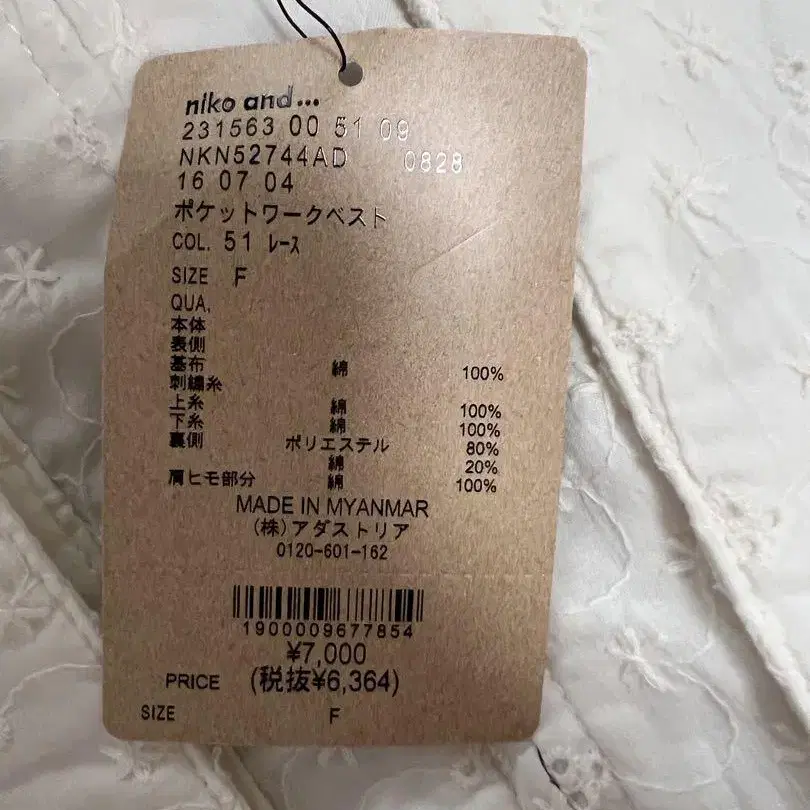 niko and...
231563 00 51 09
NKN52744AD 0828
16 07 04
ポケットワークベスト
COL. 51 レース
SIZE F
QUA,
本体
表側
基布 綿 100%
刺繍糸
上糸 綿 100%
下糸 綿 100%
裏側 ポリエステル 80%
綿 20%
肩ヒモ部分 綿 100%
MADE IN MYANMAR
(株)アダストリア
0120-601-162
1900009677854
¥7,000
PRICE (税抜¥6,364)
SIZE F